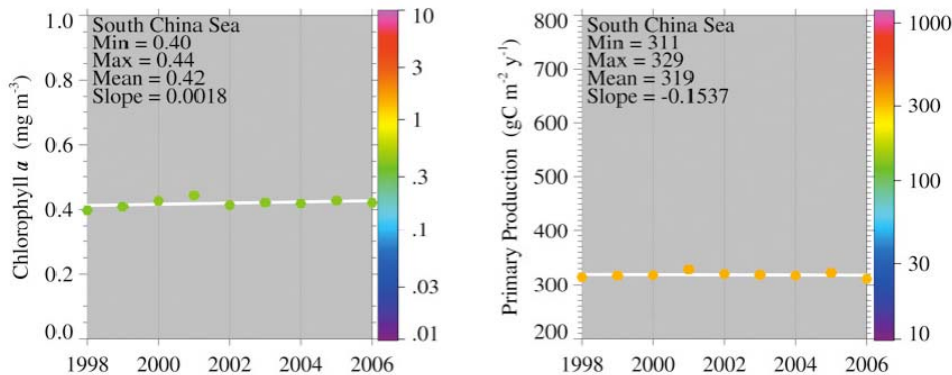 South China Sea
Min = 0.40
Max = 0.44
Mean = 0.42
Slope = 0.0018
Chlorophyll a (mg m-3)
1.0
0.8
0.6
0.4
0.2
0.0
1998 2000 2002 2004 2006
10
3
1
.3
.1
.03
.01
South China Sea
Min = 311
Max = 329
Mean = 319
Slope = -0.1537
Primary Production (gC m-2 y-1)
800
700
600
500
400
300
200
1998 2000 2002 2004 2006
1000
300
100
30
10